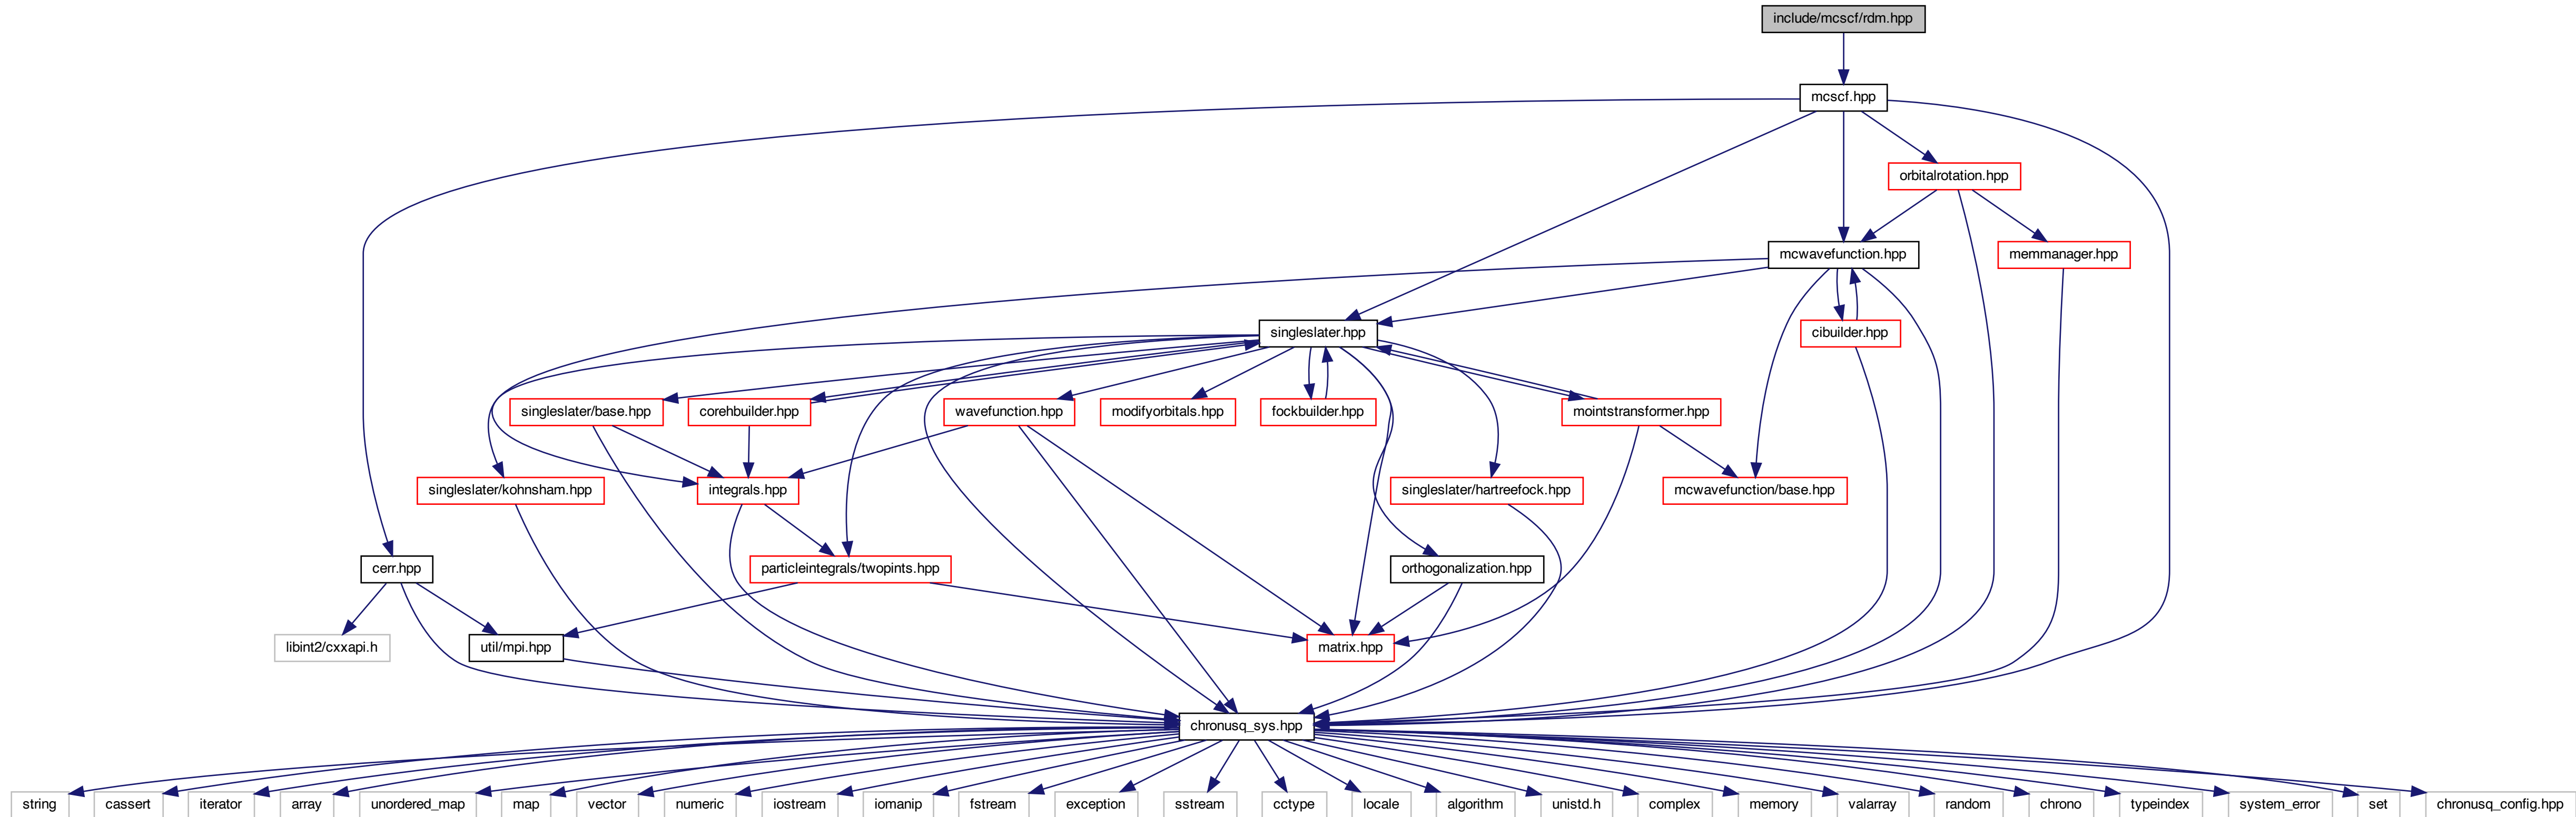 include/mcscf/rdm.hpp
mcscf.hpp
orbitalrotation.hpp
mcwavefunction.hpp
memmanager.hpp
singleslater.hpp
cibuilder.hpp
singleslater/base.hpp
corehbuilder.hpp
wavefunction.hpp
modifyorbitals.hpp
fockbuilder.hpp
mointstransformer.hpp
singleslater/kohnsham.hpp
integrals.hpp
singleslater/hartreefock.hpp
mcwavefunction/base.hpp
cerr.hpp
particleintegrals/twopints.hpp
orthogonalization.hpp
libint2/cxxapi.h
util/mpi.hpp
matrix.hpp
chronusq_sys.hpp
string
cassert
iterator
array
unordered_map
map
vector
numeric
iostream
iomanip
fstream
exception
sstream
cctype
locale
algorithm
unistd.h
complex
memory
valarray
random
chrono
typeindex
system_error
set
chronusq_config.hpp